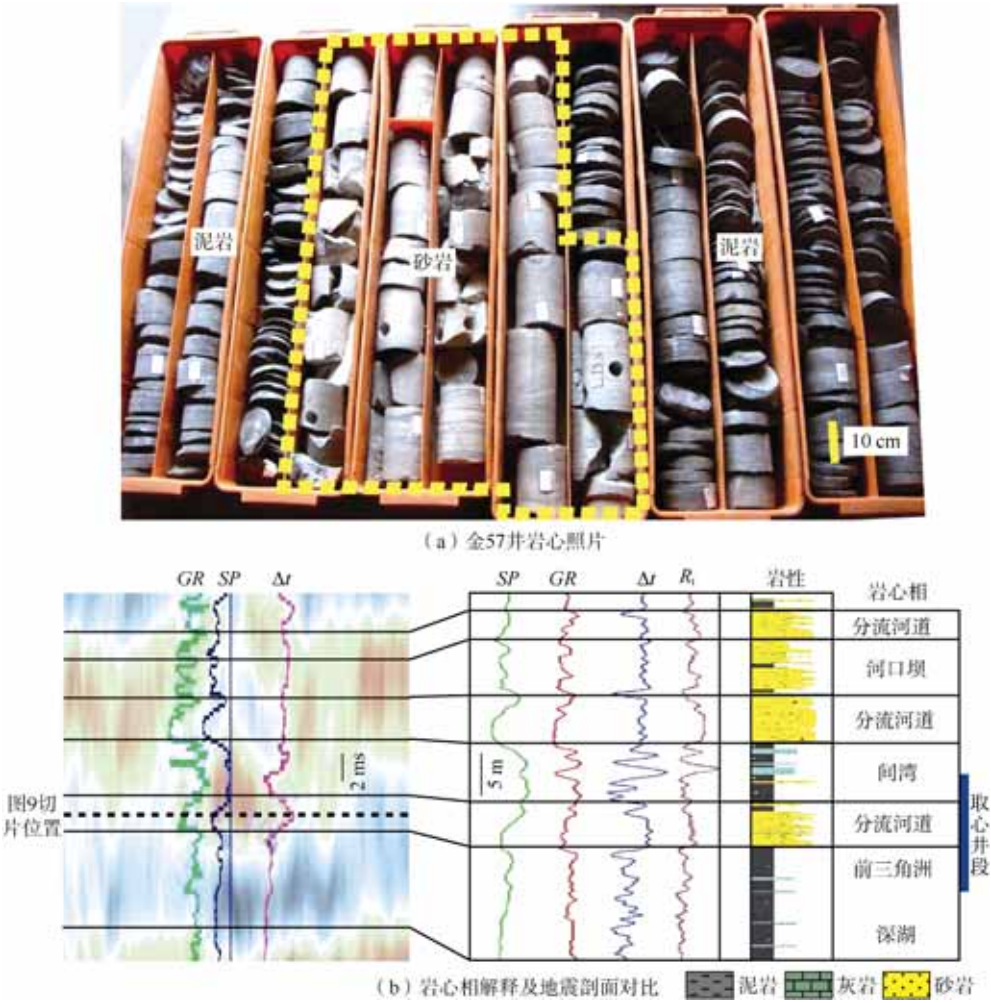 泥岩
砂岩
泥岩
10 cm
（a）金57井岩心照片
GR SP Δt
SP GR Δt Rt 岩性
岩心相
分流河道
河口坝
分流河道
间湾
分流河道
前三角洲
深湖
2 ms
5 m
图9切
片位置
取心井段
（b）岩心相解释及地震剖面对比 泥岩 灰岩 砂岩